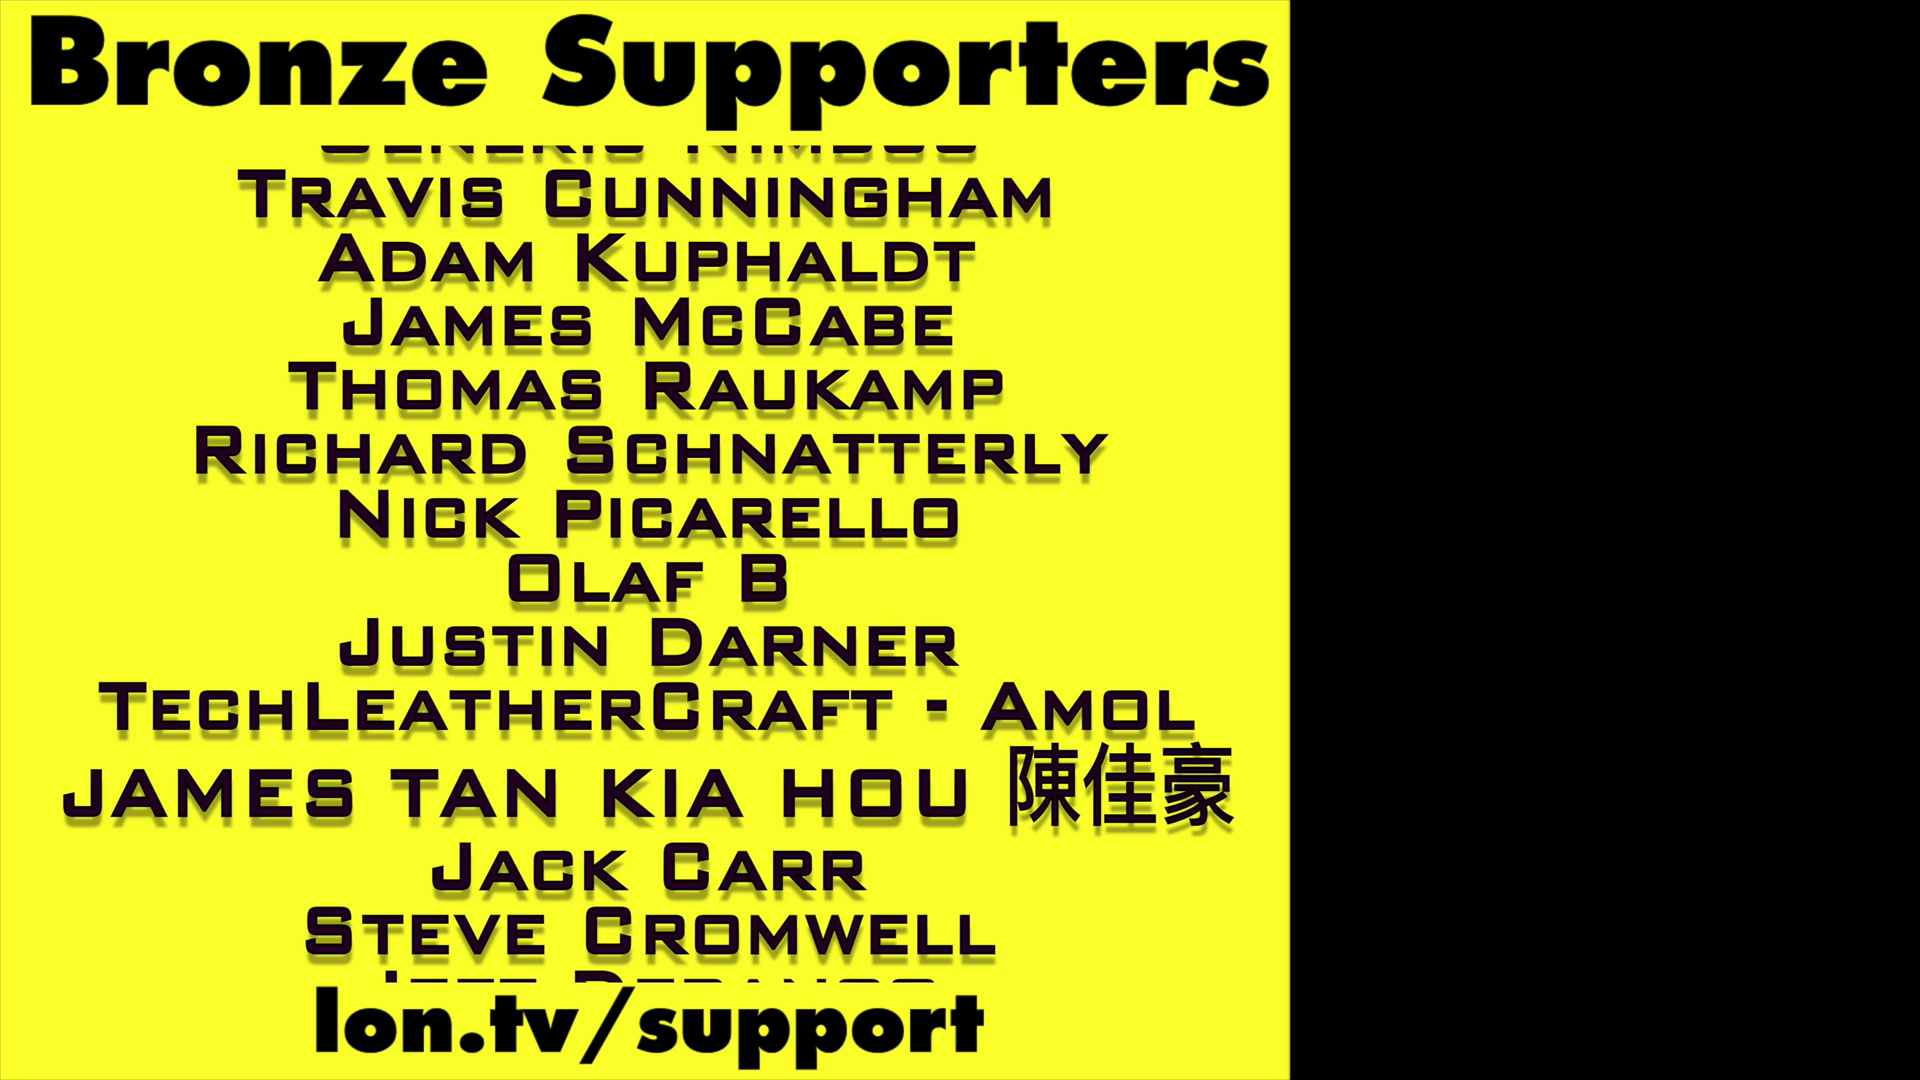 Bronze Supporters
Travis Cunningham
Adam Kuphaldt
James McCabe
Thomas Raukamp
Richard Schnatterly
Nick Picarello
Olaf B
Justin Darner
TechLeatherCraft - Amol
JAMES TAN KIA HOU 陳佳豪
Jack Carr
Steve Cromwell
lon.tv/support